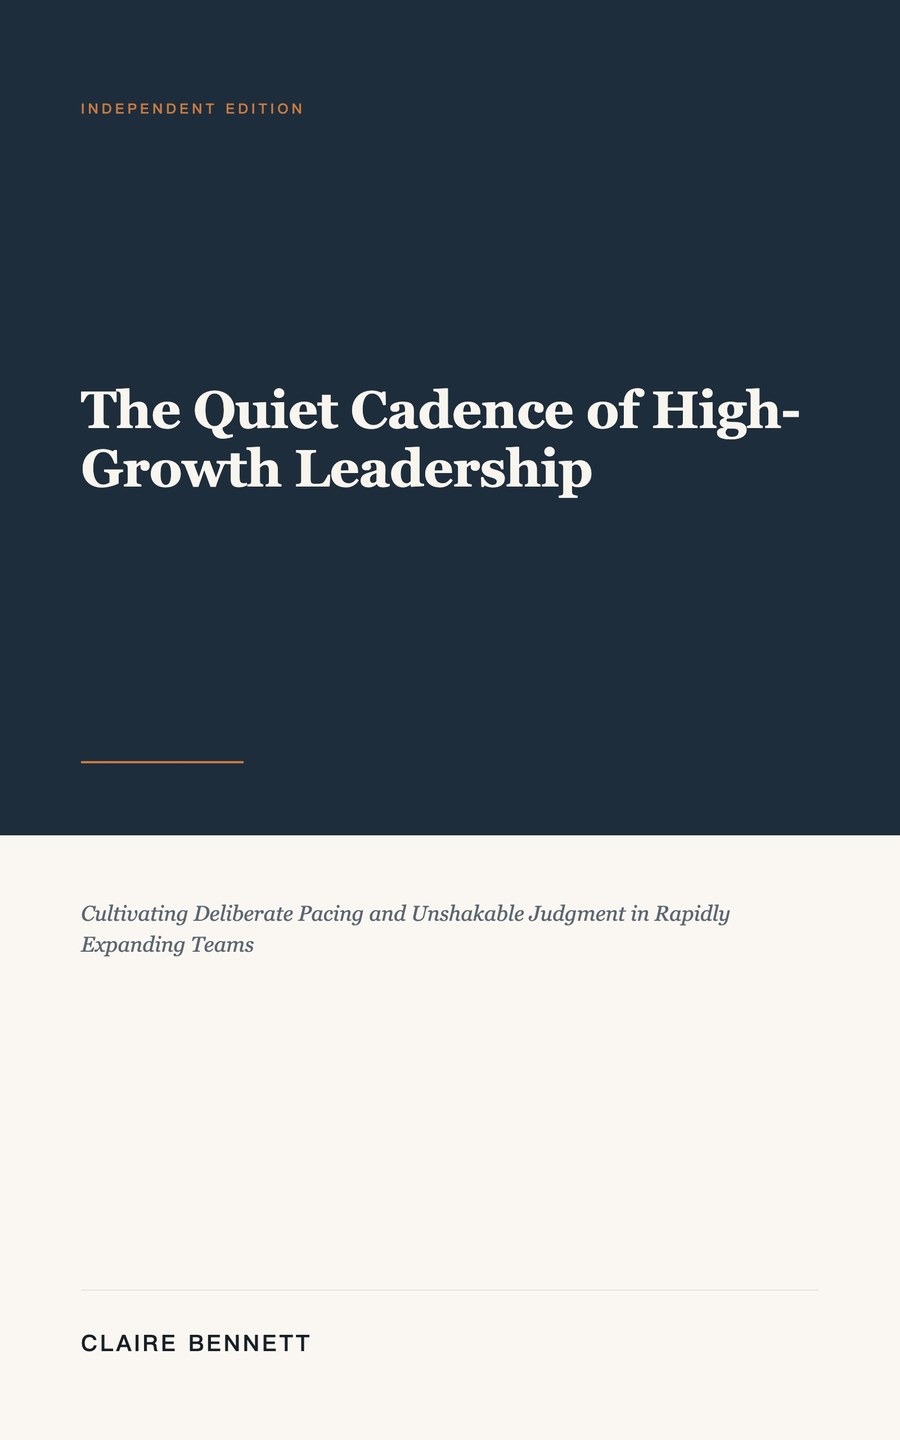 INDEPENDENT EDITION
The Quiet Cadence of High-
Growth Leadership
Cultivating Deliberate Pacing and Unshakable Judgment in Rapidly
Expanding Teams
CLAIRE BENNETT